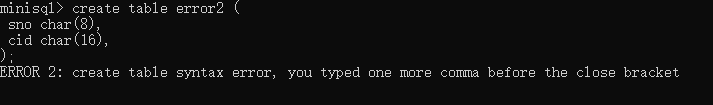 minisql> create table error2 (
sno char(8),
cid char(16),
);
ERROR 2: create table syntax error, you typed one more comma before the close bracket